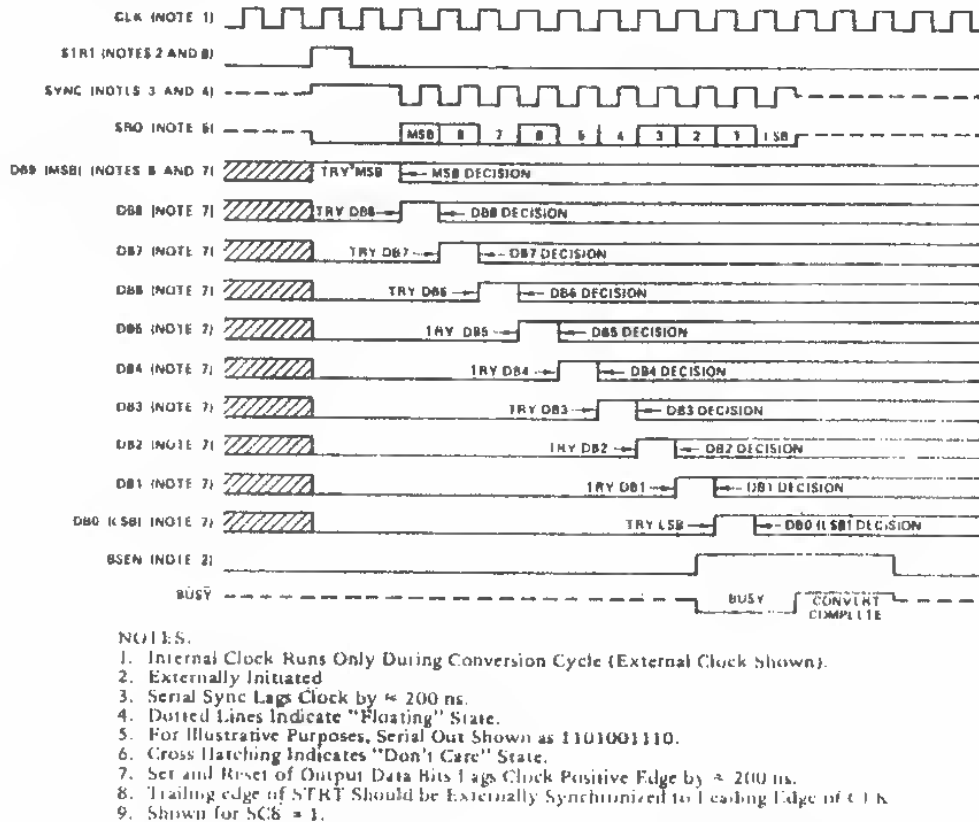 CLK (NOTE 1)
STRT (NOTES 2 AND 8)
SYNC (NOTES 3 AND 4)
SRO (NOTE 5)
MSB 8 7 6 5 4 3 2 1 LSB
DB9 (MSB) (NOTES 6 AND 7) TRY MSB MSB DECISION
DB8 (NOTE 7) TRY DB8 DB8 DECISION
DB7 (NOTE 7) TRY DB7 DB7 DECISION
DB6 (NOTE 7) TRY DB6 DB6 DECISION
DB5 (NOTE 7) TRY DB5 DB5 DECISION
DB4 (NOTE 7) TRY DB4 DB4 DECISION
DB3 (NOTE 7) TRY DB3 DB3 DECISION
DB2 (NOTE 7) TRY DB2 DB2 DECISION
DB1 (NOTE 7) TRY DB1 DB1 DECISION
DB0 (LSB) (NOTE 7) TRY LSB DB0 (LSB) DECISION
BSEN (NOTE 2)
BUSY BUSY CONVERT
COMPLETE
NOTES.
1. Internal Clock Runs Only During Conversion Cycle (External Clock Shown).
2. Externally Initiated
3. Serial Sync Lags Clock by ≈ 200 ns.
4. Dotted Lines Indicate "Floating" State.
5. For Illustrative Purposes, Serial Out Shown as 1101001110.
6. Cross Hatching Indicates "Don't Care" State.
7. Set and Reset of Output Data Bits Lags Clock Positive Edge by ≈ 200 ns.
8. Trailing edge of STRT Should be Externally Synchronized to Leading Edge of CLK
9. Shown for SC8 = 1.